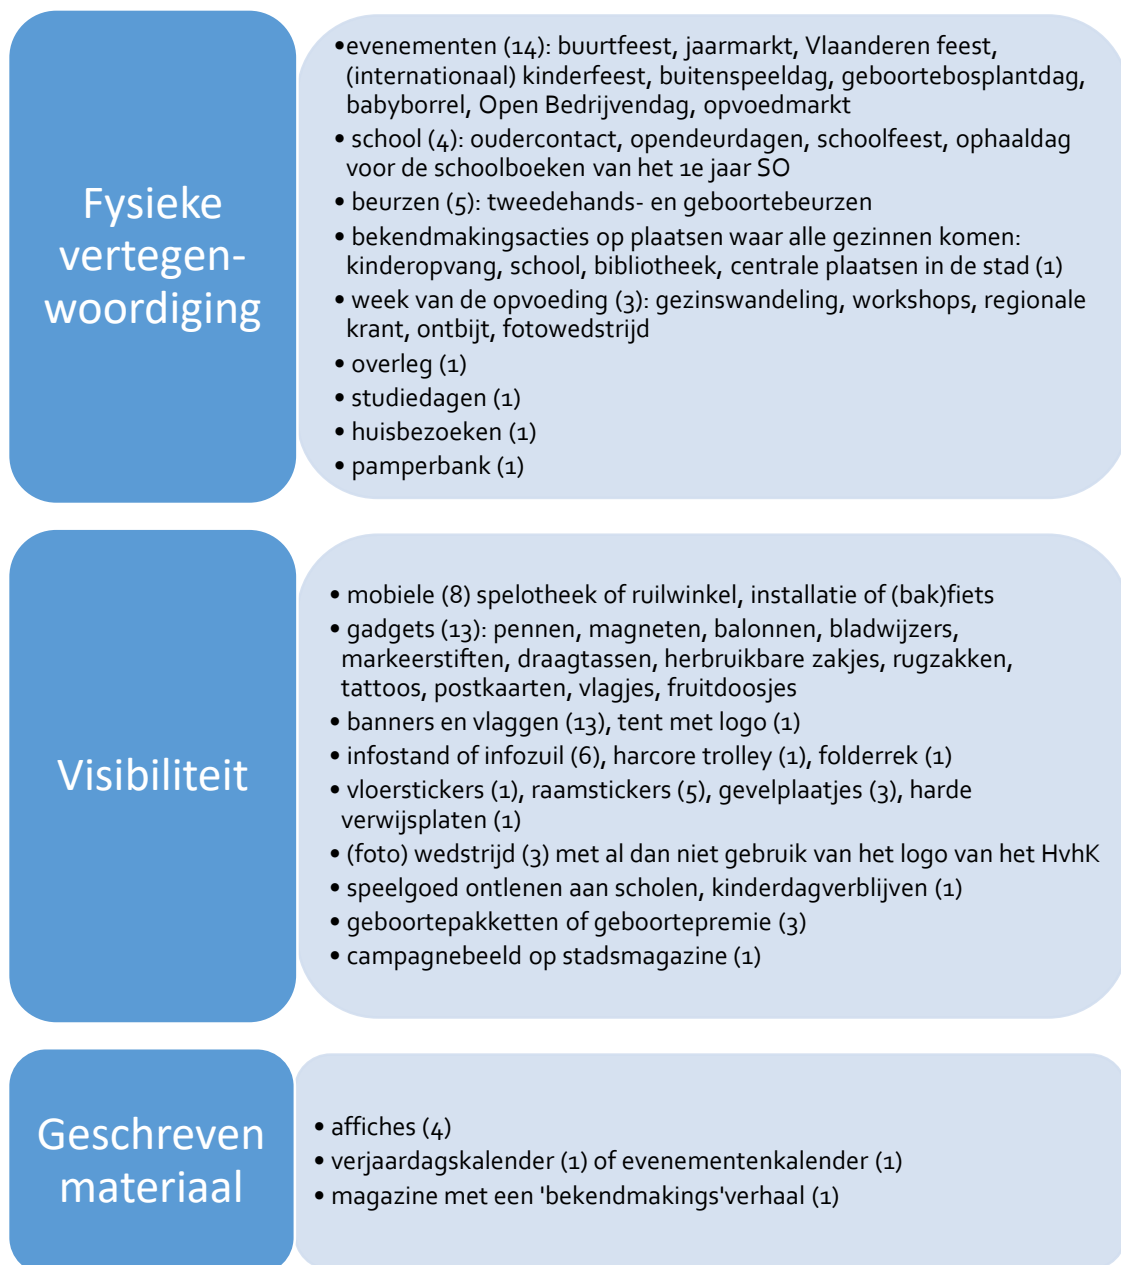 Fysieke
vertegen-
woordiging
•evenementen (14): buurtfeest, jaarmarkt, Vlaanderen feest,
(internationaal) kinderfeest, buitenspeeldag, geboortebosplantdag,
babyborrel, Open Bedrijvendag, opvoedmarkt
• school (4): oudercontact, opendeurdagen, schoolfeest, ophaaldag
voor de schoolboeken van het 1e jaar SO
• beurzen (5): tweedehands- en geboortebeurzen
• bekendmakingsacties op plaatsen waar alle gezinnen komen:
kinderopvang, school, bibliotheek, centrale plaatsen in de stad (1)
• week van de opvoeding (3): gezinswandeling, workshops, regionale
krant, ontbijt, fotowedstrijd
• overleg (1)
• studiedagen (1)
• huisbezoeken (1)
• pamperbank (1)
Visibiliteit
• mobiele (8) spelotheek of ruilwinkel, installatie of (bak)fiets
• gadgets (13): pennen, magneten, balonnen, bladwijzers,
markeerstiften, draagtassen, herbruikbare zakjes, rugzakken,
tattoos, postkaarten, vlagjes, fruitdoosjes
• banners en vlaggen (13), tent met logo (1)
• infostand of infozuil (6), harcore trolley (1), folderrek (1)
• vloerstickers (1), raamstickers (5), gevelplaatjes (3), harde
verwijsplaten (1)
• (foto) wedstrijd (3) met al dan niet gebruik van het logo van het HvhK
• speelgoed ontlenen aan scholen, kinderdagverblijven (1)
• geboortepakketten of geboortepremie (3)
• campagnebeeld op stadsmagazine (1)
Geschreven
materiaal
• affiches (4)
• verjaardagskalender (1) of evenementenkalender (1)
• magazine met een 'bekendmakings'verhaal (1)